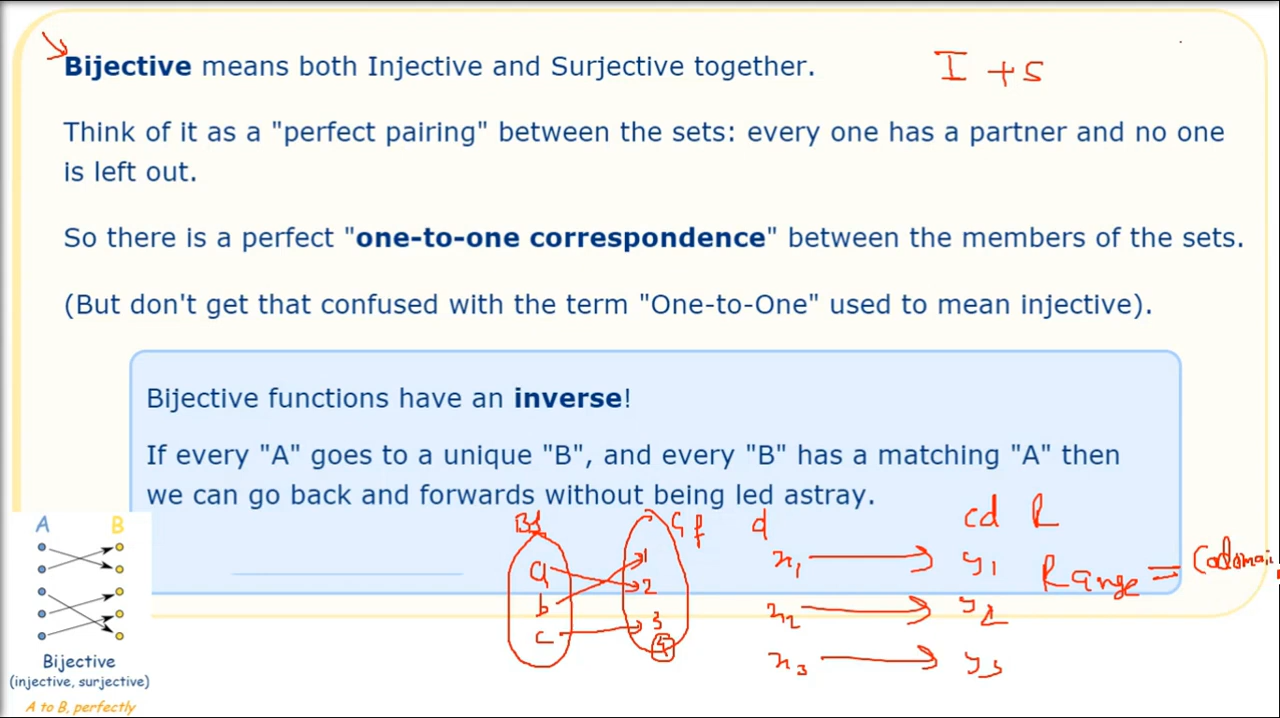 Bijective means both Injective and Surjective together.
I + S
Think of it as a "perfect pairing" between the sets: every one has a partner and no one
is left out.
So there is a perfect "one-to-one correspondence" between the members of the sets.
(But don't get that confused with the term "One-to-One" used to mean injective).
Bijective functions have an inverse!
If every "A" goes to a unique "B", and every "B" has a matching "A" then
we can go back and forwards without being led astray.
A B
Bijective
(injective, surjective)
A to B, perfectly
Gf
a 1
b 2
c 3
4
d cd R
x₁ y₁
x₂ y₂
x₃ y₃
Range = Codomain